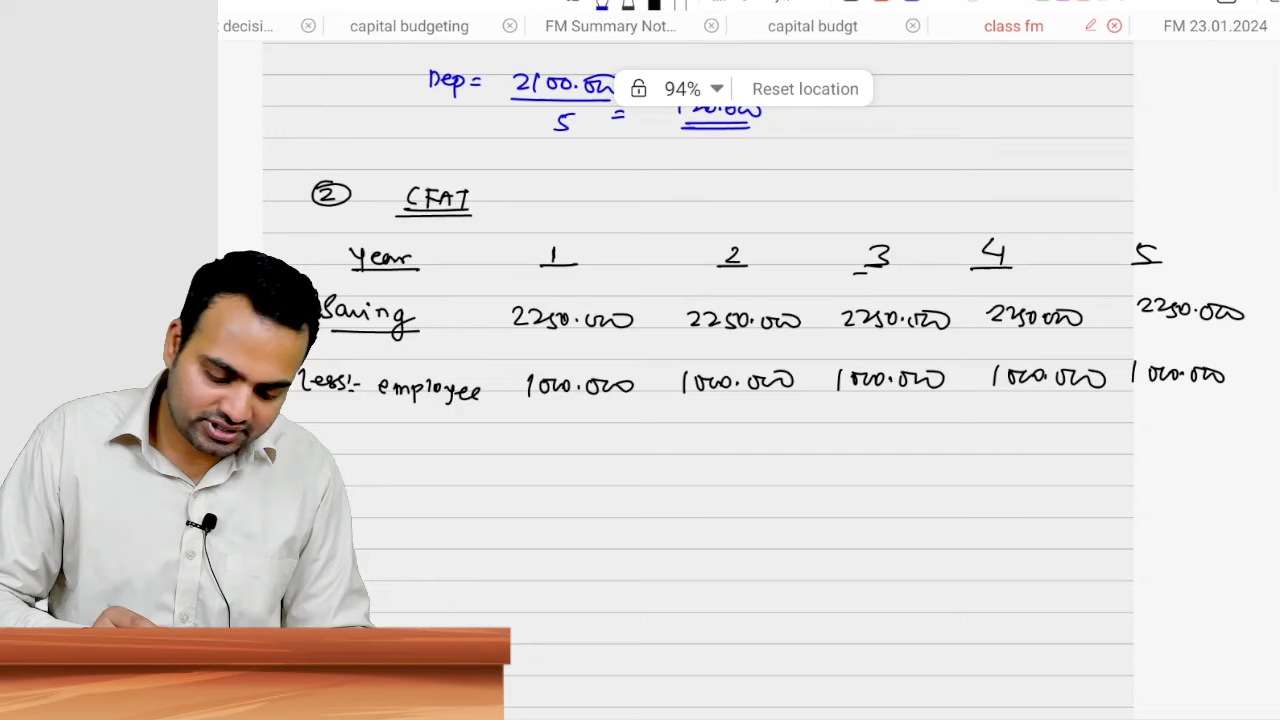 decisi... capital budgeting FM Summary Not... capital budgt class fm FM 23.01.2024
94% Reset location
Dep = 2100.000
5 =
② CFAT
Year 1 2 3 4 5
Saving 2250.000 2250.000 2250.000 2250000 2250.000
Less:- employee 1000.000 1000.000 1000.000 1000.000 1000.000